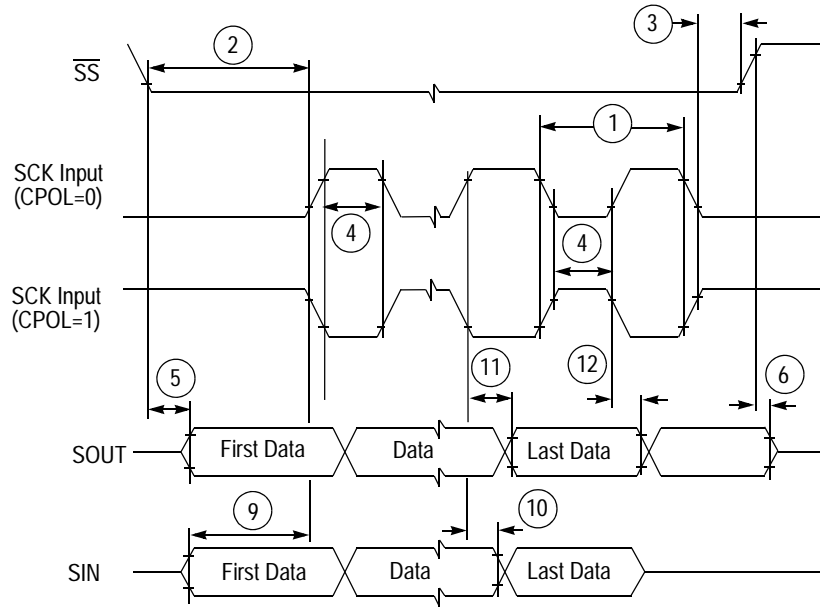 3
2
SS
1
SCK Input
(CPOL=0)
4
4
SCK Input
(CPOL=1)
11
12
5
6
SOUT
First Data
Data
Last Data
9
10
SIN
First Data
Data
Last Data